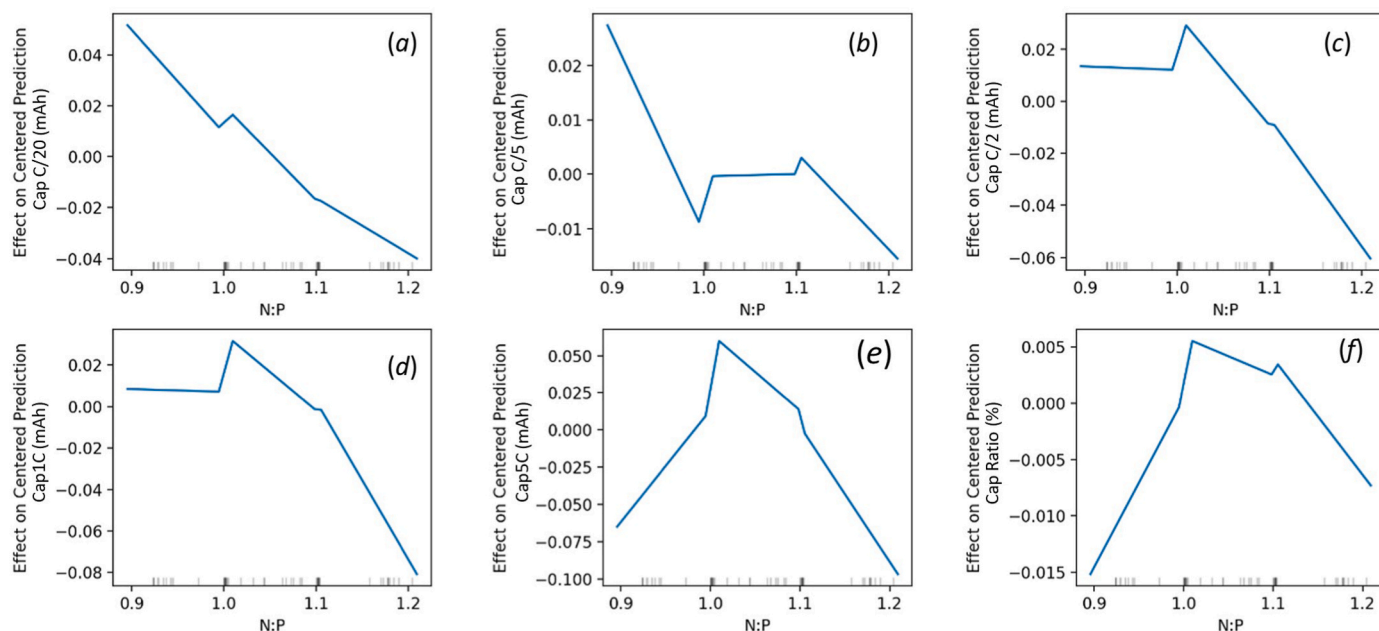 (a)
Effect on Centered Prediction
Cap C/20 (mAh)
0.04
0.02
0.00
−0.02
−0.04
0.9 1.0 1.1 1.2
N:P
(b)
Effect on Centered Prediction
Cap C/5 (mAh)
0.02
0.01
0.00
−0.01
0.9 1.0 1.1 1.2
N:P
(c)
Effect on Centered Prediction
Cap C/2 (mAh)
0.02
0.00
−0.02
−0.04
−0.06
0.9 1.0 1.1 1.2
N:P
(d)
Effect on Centered Prediction
Cap1C (mAh)
0.02
0.00
−0.02
−0.04
−0.06
−0.08
0.9 1.0 1.1 1.2
N:P
(e)
Effect on Centered Prediction
Cap5C (mAh)
0.050
0.025
0.000
−0.025
−0.050
−0.075
−0.100
0.9 1.0 1.1 1.2
N:P
(f)
Effect on Centered Prediction
Cap Ratio (%)
0.005
0.000
−0.005
−0.010
−0.015
0.9 1.0 1.1 1.2
N:P